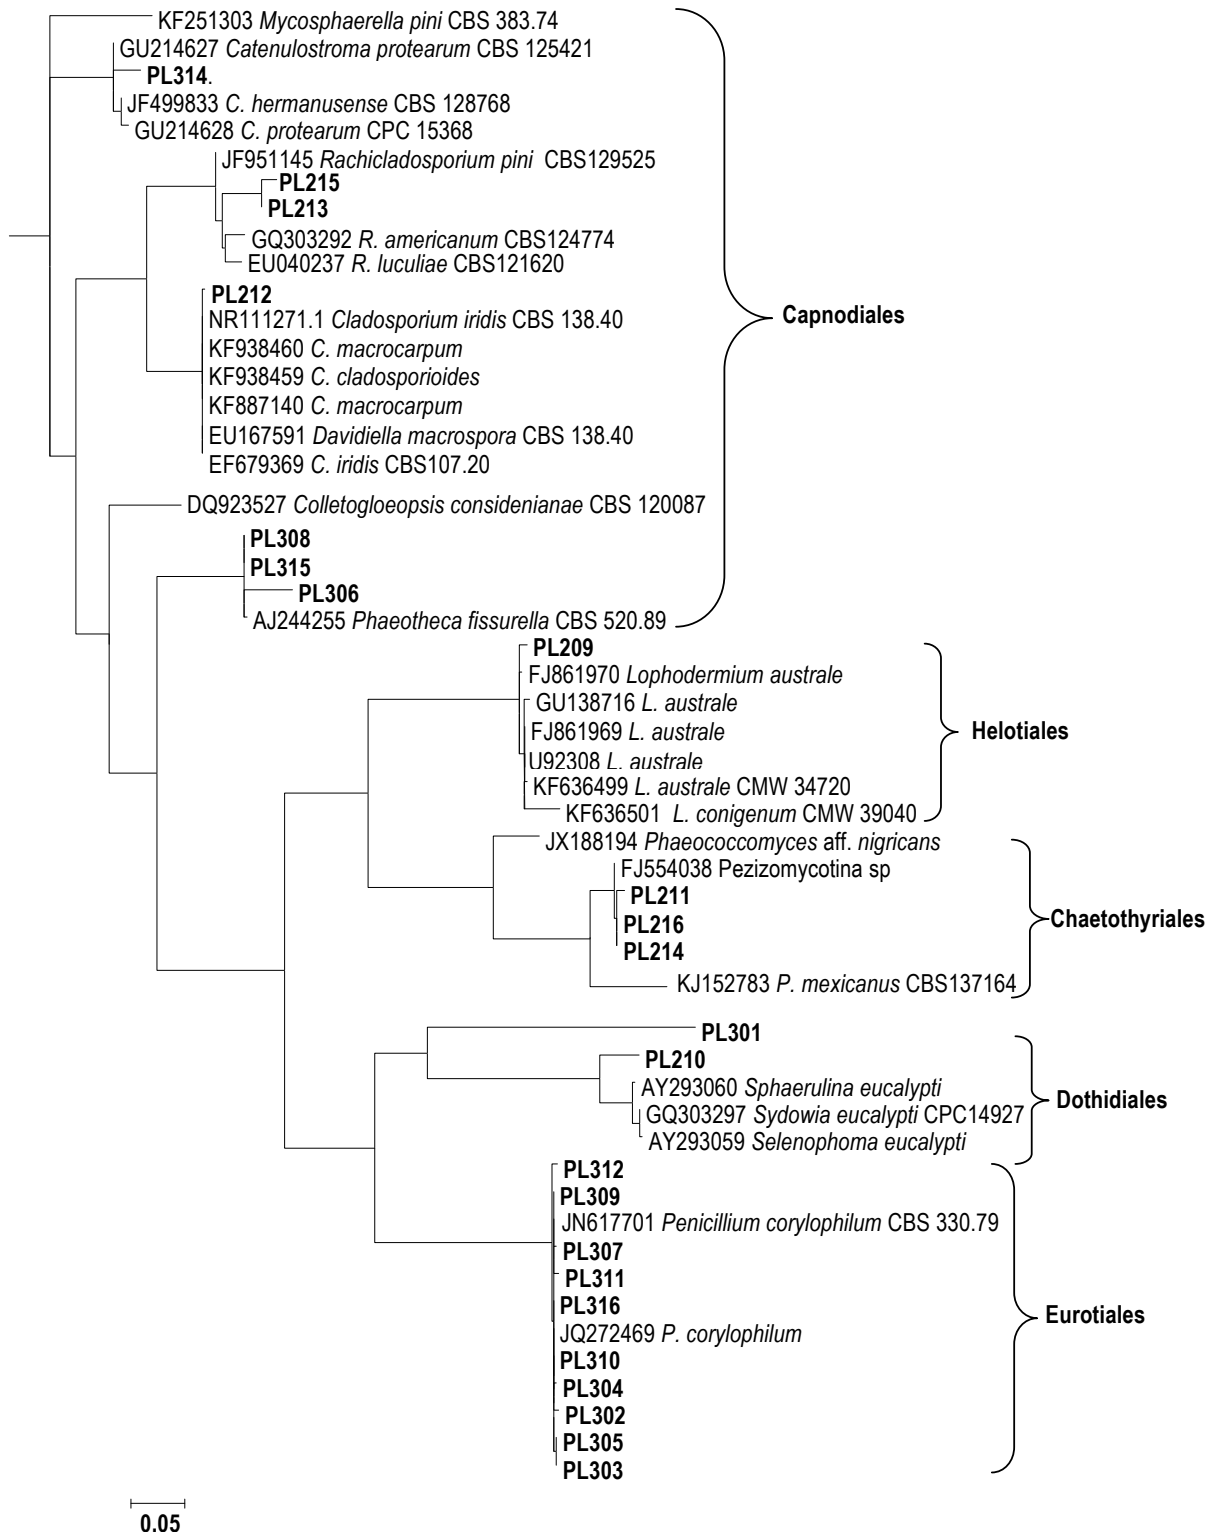 KF251303 Mycosphaerella pini CBS 383.74
GU214627 Catenulostroma protearum CBS 125421
PL314.
JF499833 C. hermanusense CBS 128768
GU214628 C. protearum CPC 15368
JF951145 Rachicladosporium pini CBS129525
PL215
PL213
GQ303292 R. americanum CBS124774
EU040237 R. luculiae CBS121620
PL212
NR111271.1 Cladosporium iridis CBS 138.40
KF938460 C. macrocarpum
KF938459 C. cladosporioides
KF887140 C. macrocarpum
EU167591 Davidiella macrospora CBS 138.40
EF679369 C. iridis CBS107.20
DQ923527 Colletogloeopsis considenianae CBS 120087
PL308
PL315
PL306
AJ244255 Phaeotheca fissurella CBS 520.89
Capnodiales
PL209
FJ861970 Lophodermium australe
GU138716 L. australe
FJ861969 L. australe
U92308 L. australe
KF636499 L. australe CMW 34720
KF636501 L. conigenum CMW 39040
Helotiales
JX188194 Phaeococcomyces aff. nigricans
FJ554038 Pezizomycotina sp
PL211
PL216
PL214
KJ152783 P. mexicanus CBS137164
Chaetothyriales
PL301
PL210
AY293060 Sphaerulina eucalypti
GQ303297 Sydowia eucalypti CPC14927
AY293059 Selenophoma eucalypti
Dothidiales
PL312
PL309
JN617701 Penicillium corylophilum CBS 330.79
PL307
PL311
PL316
JQ272469 P. corylophilum
PL310
PL304
PL302
PL305
PL303
Eurotiales
0.05